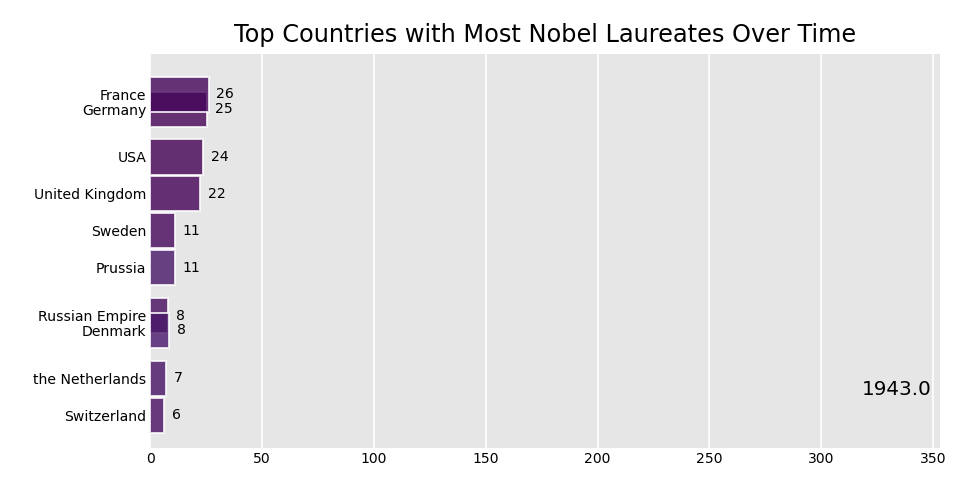 Top Countries with Most Nobel Laureates Over Time
France 26
Germany 25
USA 24
United Kingdom 22
Sweden 11
Prussia 11
Russian Empire 8
Denmark 8
the Netherlands 7
1943.0
Switzerland 6
0 50 100 150 200 250 300 350